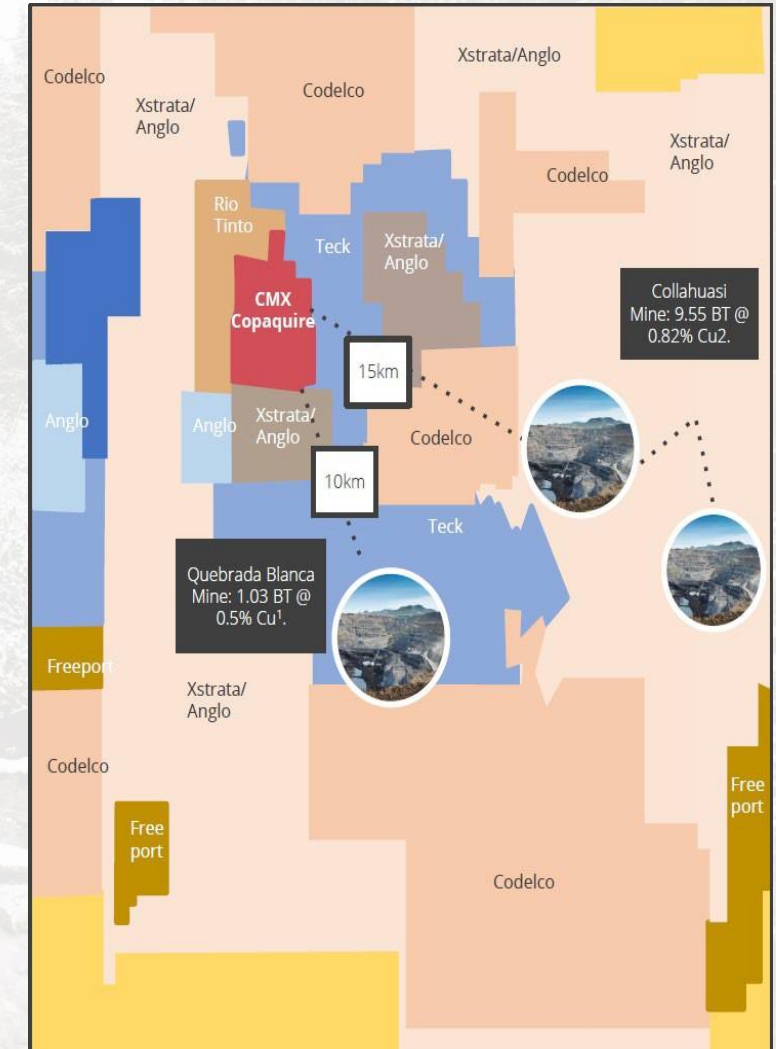 Xstrata/Anglo
Codelco
Codelco
Xstrata/
Anglo
Xstrata/
Anglo
Codelco
Rio
Tinto
Teck
Xstrata/
Anglo
CMX
Copaquire
Collahuasi
Mine: 9.55 BT @
0.82% Cu2.
15km
Anglo
Anglo
Xstrata/
Anglo
Codelco
10km
Teck
Quebrada Blanca
Mine: 1.03 BT @
0.5% Cu¹.
Freeport
Xstrata/
Anglo
Codelco
Free
port
Free
port
Codelco